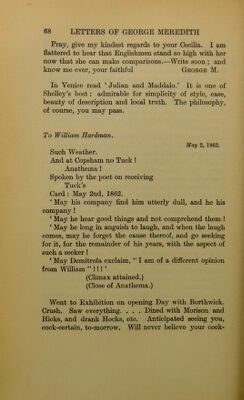 68 LETTERS OF GEORGE MEREDITH
Pray, give my kindest regards to your Cecilia. I am
flattered to hear that Englishmen stand so high with her
now that she can make comparisons.—Write soon; and
know me ever, your faithful GEORGE M.
In Venice read 'Julian and Maddalo.' It is one of
Shelley's best: admirable for simplicity of style, ease,
beauty of description and local truth. The philosophy,
of course, you may pass.
To William Hardman.
May 2, 1862.
Such Weather.
And at Copsham no Tuck!
Anathema!
Spoken by the poet on receiving
Tuck's
Card: May 2nd, 1862.
'May his company find him utterly dull, and he his
company!
'May he hear good things and not comprehend them!
'May he long in anguish to laugh, and when the laugh
comes, may he forget the cause thereof, and go seeking
for it, for the remainder of his years, with the aspect of
such a seeker!
'May Demitroïa exclaim, "I am of a different opinion
from William"!!!'
(Climax attained.)
(Close of Anathema.)
Went to Exhibition on opening Day with Borthwick.
Crush. Saw everything. . . . Dined with Morison and
Hicks, and drank Hocks, etc. Anticipated seeing you,
cock-certain, to-morrow. Will never believe your cock-